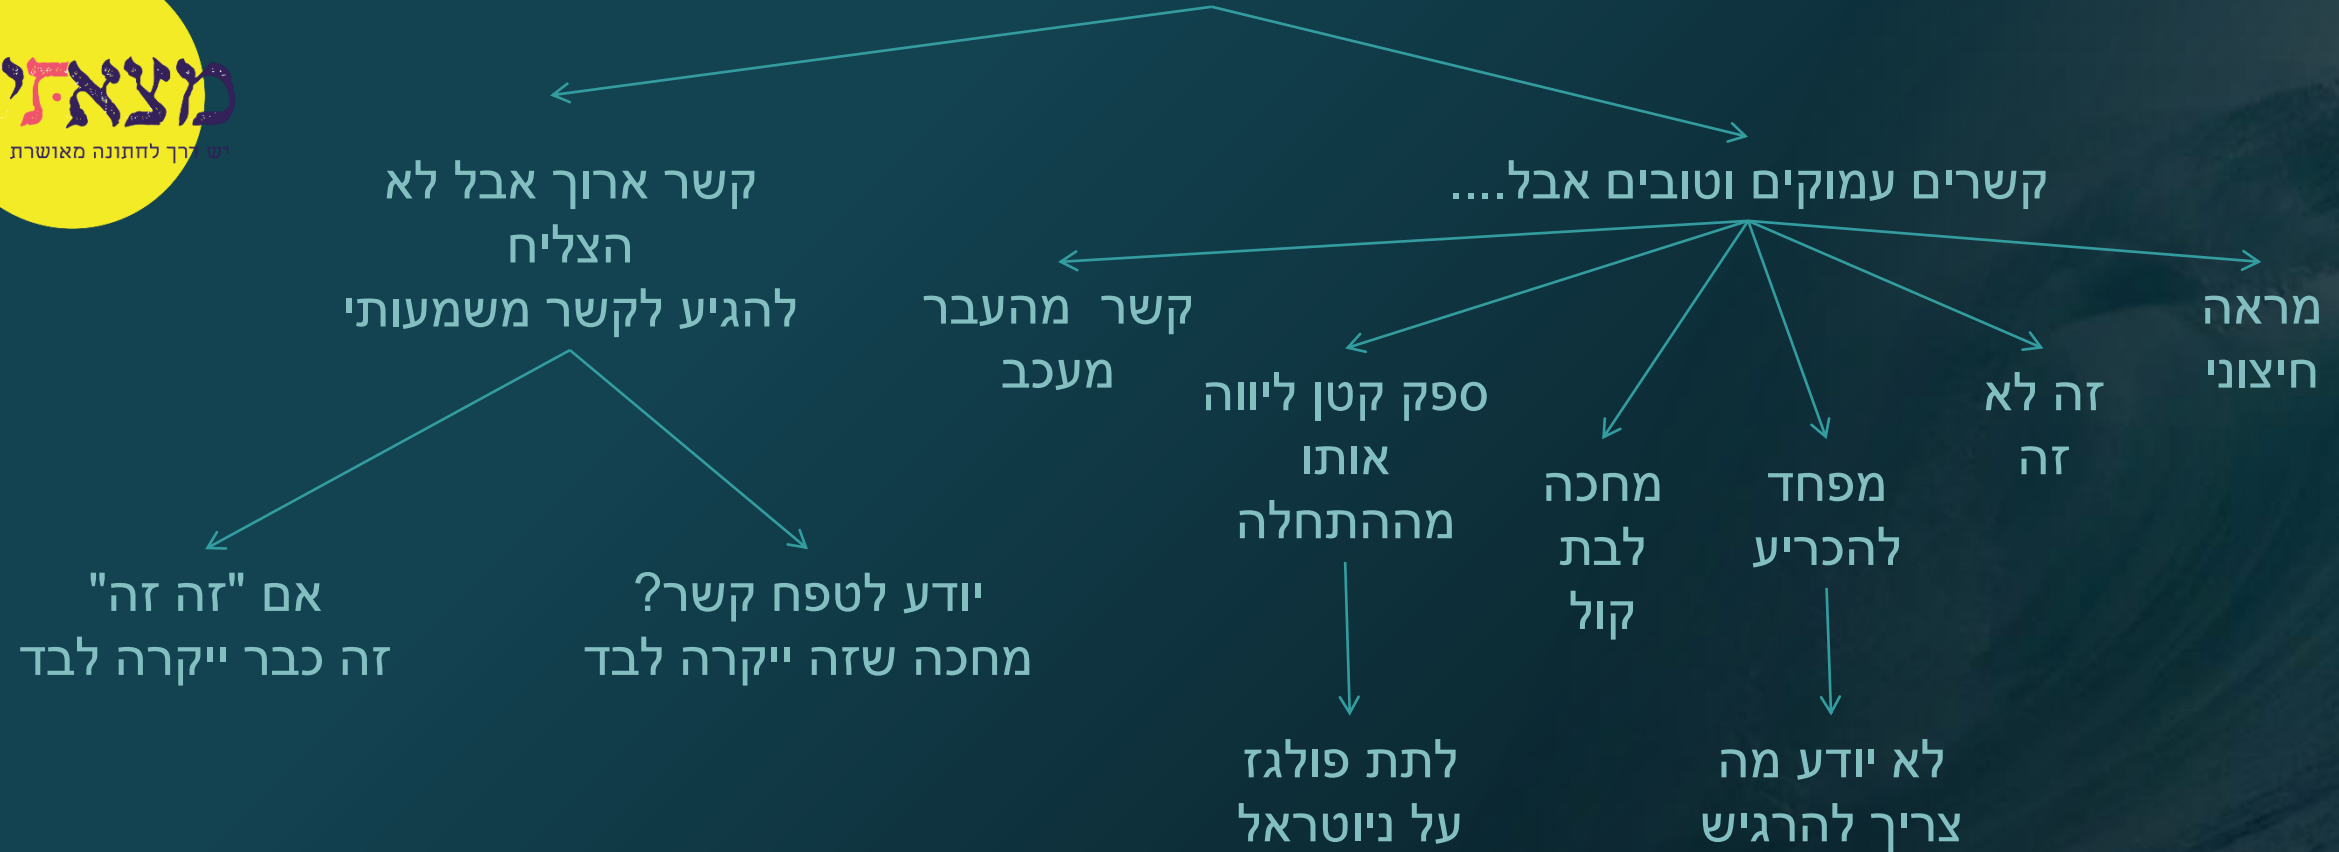 מצאתי
יש דרך לחתונה מאושרת
קשרים עמוקים וטובים אבל....
קשר ארוך אבל לא
הצליח
להגיע לקשר משמעותי
מראה
חיצוני
זה לא
זה
מפחד
להכריע
מחכה
לבת
קול
ספק קטן ליווה
אותו
מההתחלה
קשר מהעבר
מעכב
לא יודע מה
צריך להרגיש
לתת פולגז
על ניוטראל
יודע לטפח קשר?
מחכה שזה ייקרה לבד
אם "זה זה"
זה כבר ייקרה לבד